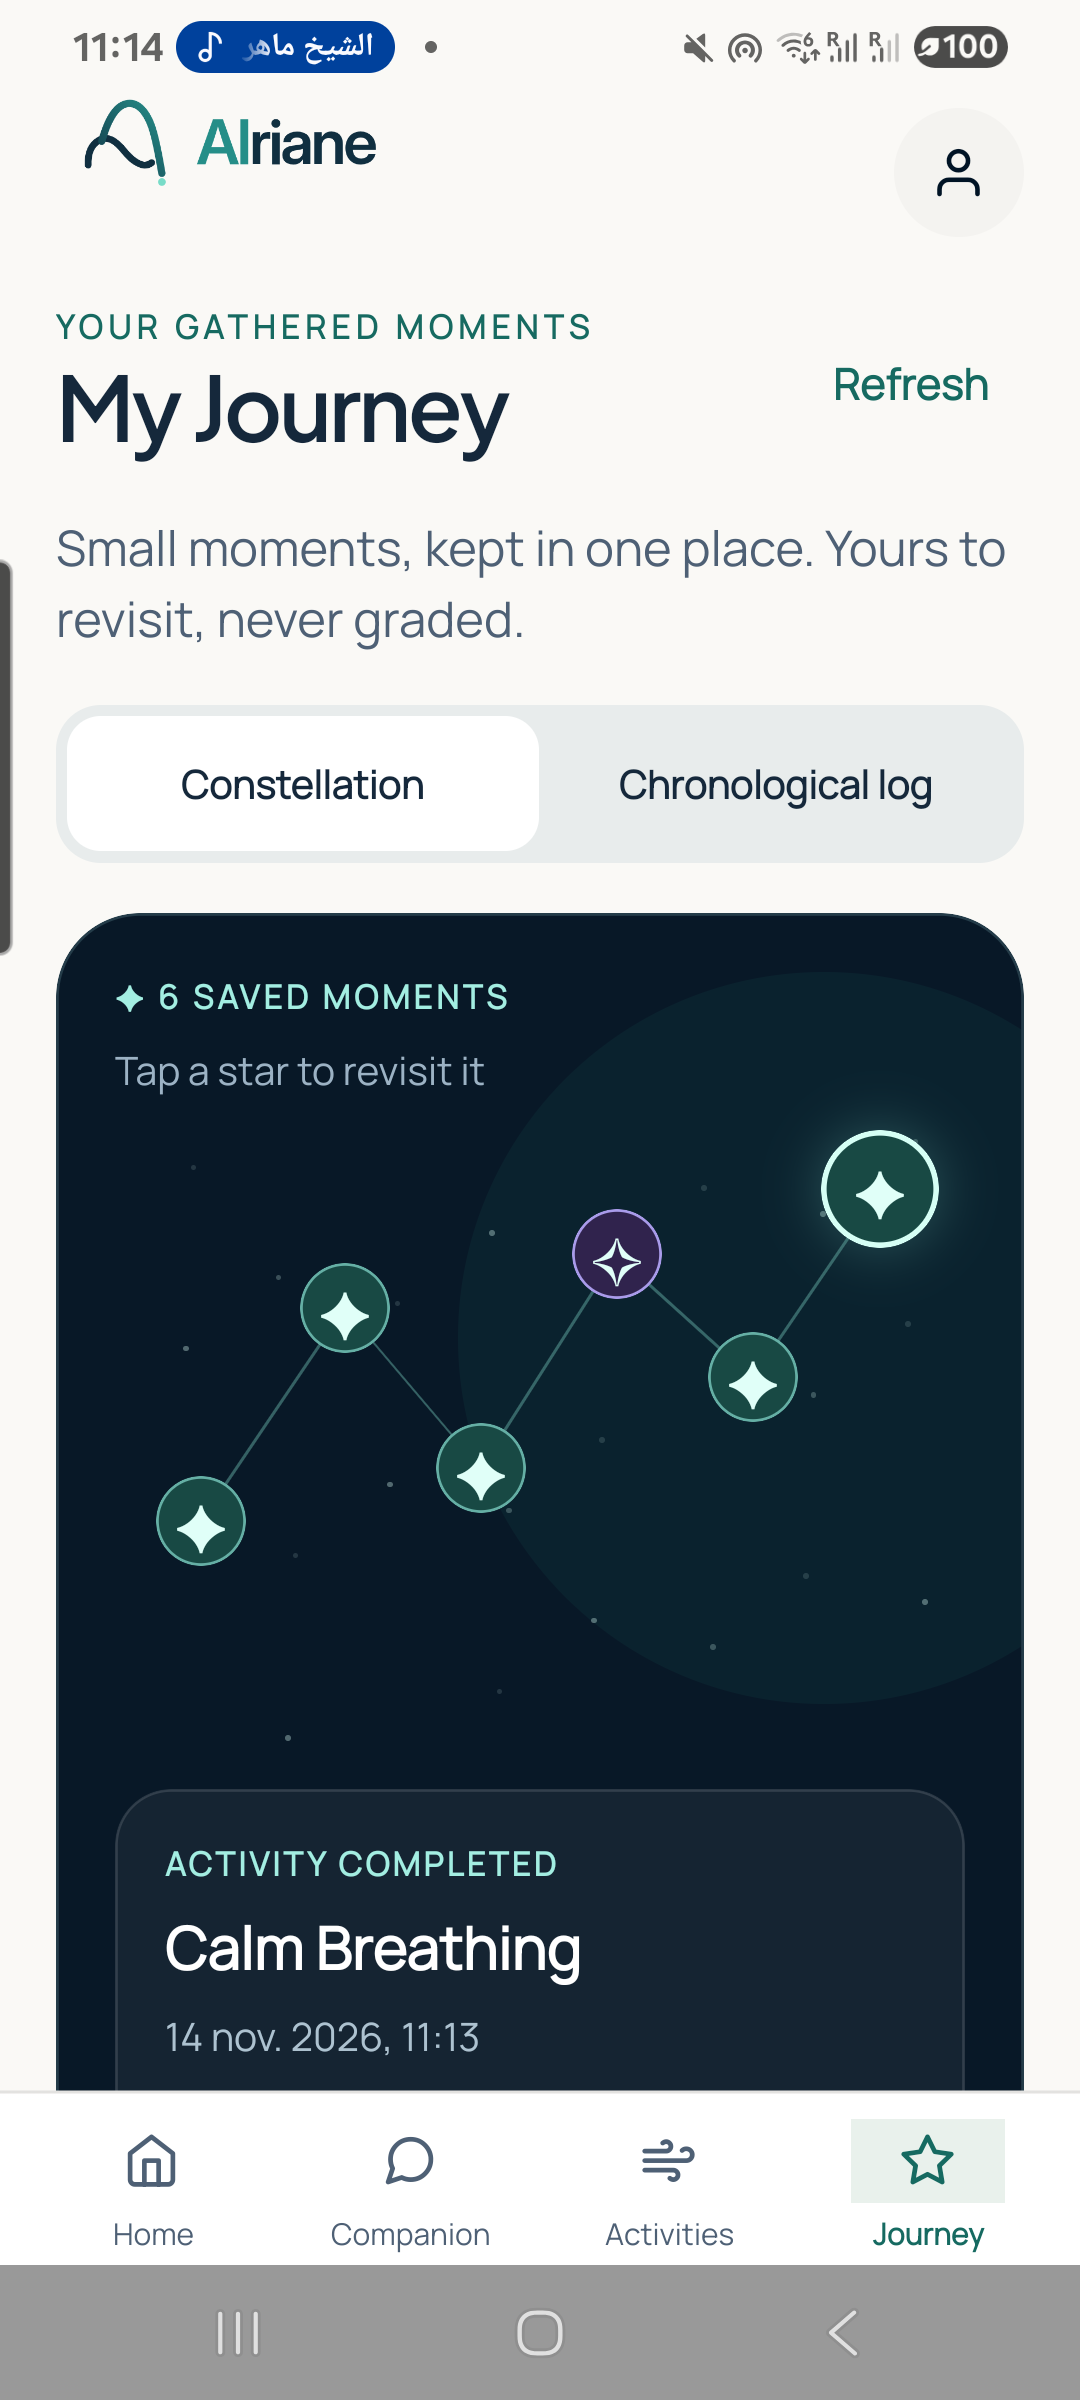 11:14
الشيخ ماهر
6
R
R
100
AIriane
YOUR GATHERED MOMENTS
My Journey
Refresh
Small moments, kept in one place. Yours to
revisit, never graded.
Constellation
Chronological log
6 SAVED MOMENTS
Tap a star to revisit it
ACTIVITY COMPLETED
Calm Breathing
14 nov. 2026, 11:13
Home
Companion
Activities
Journey